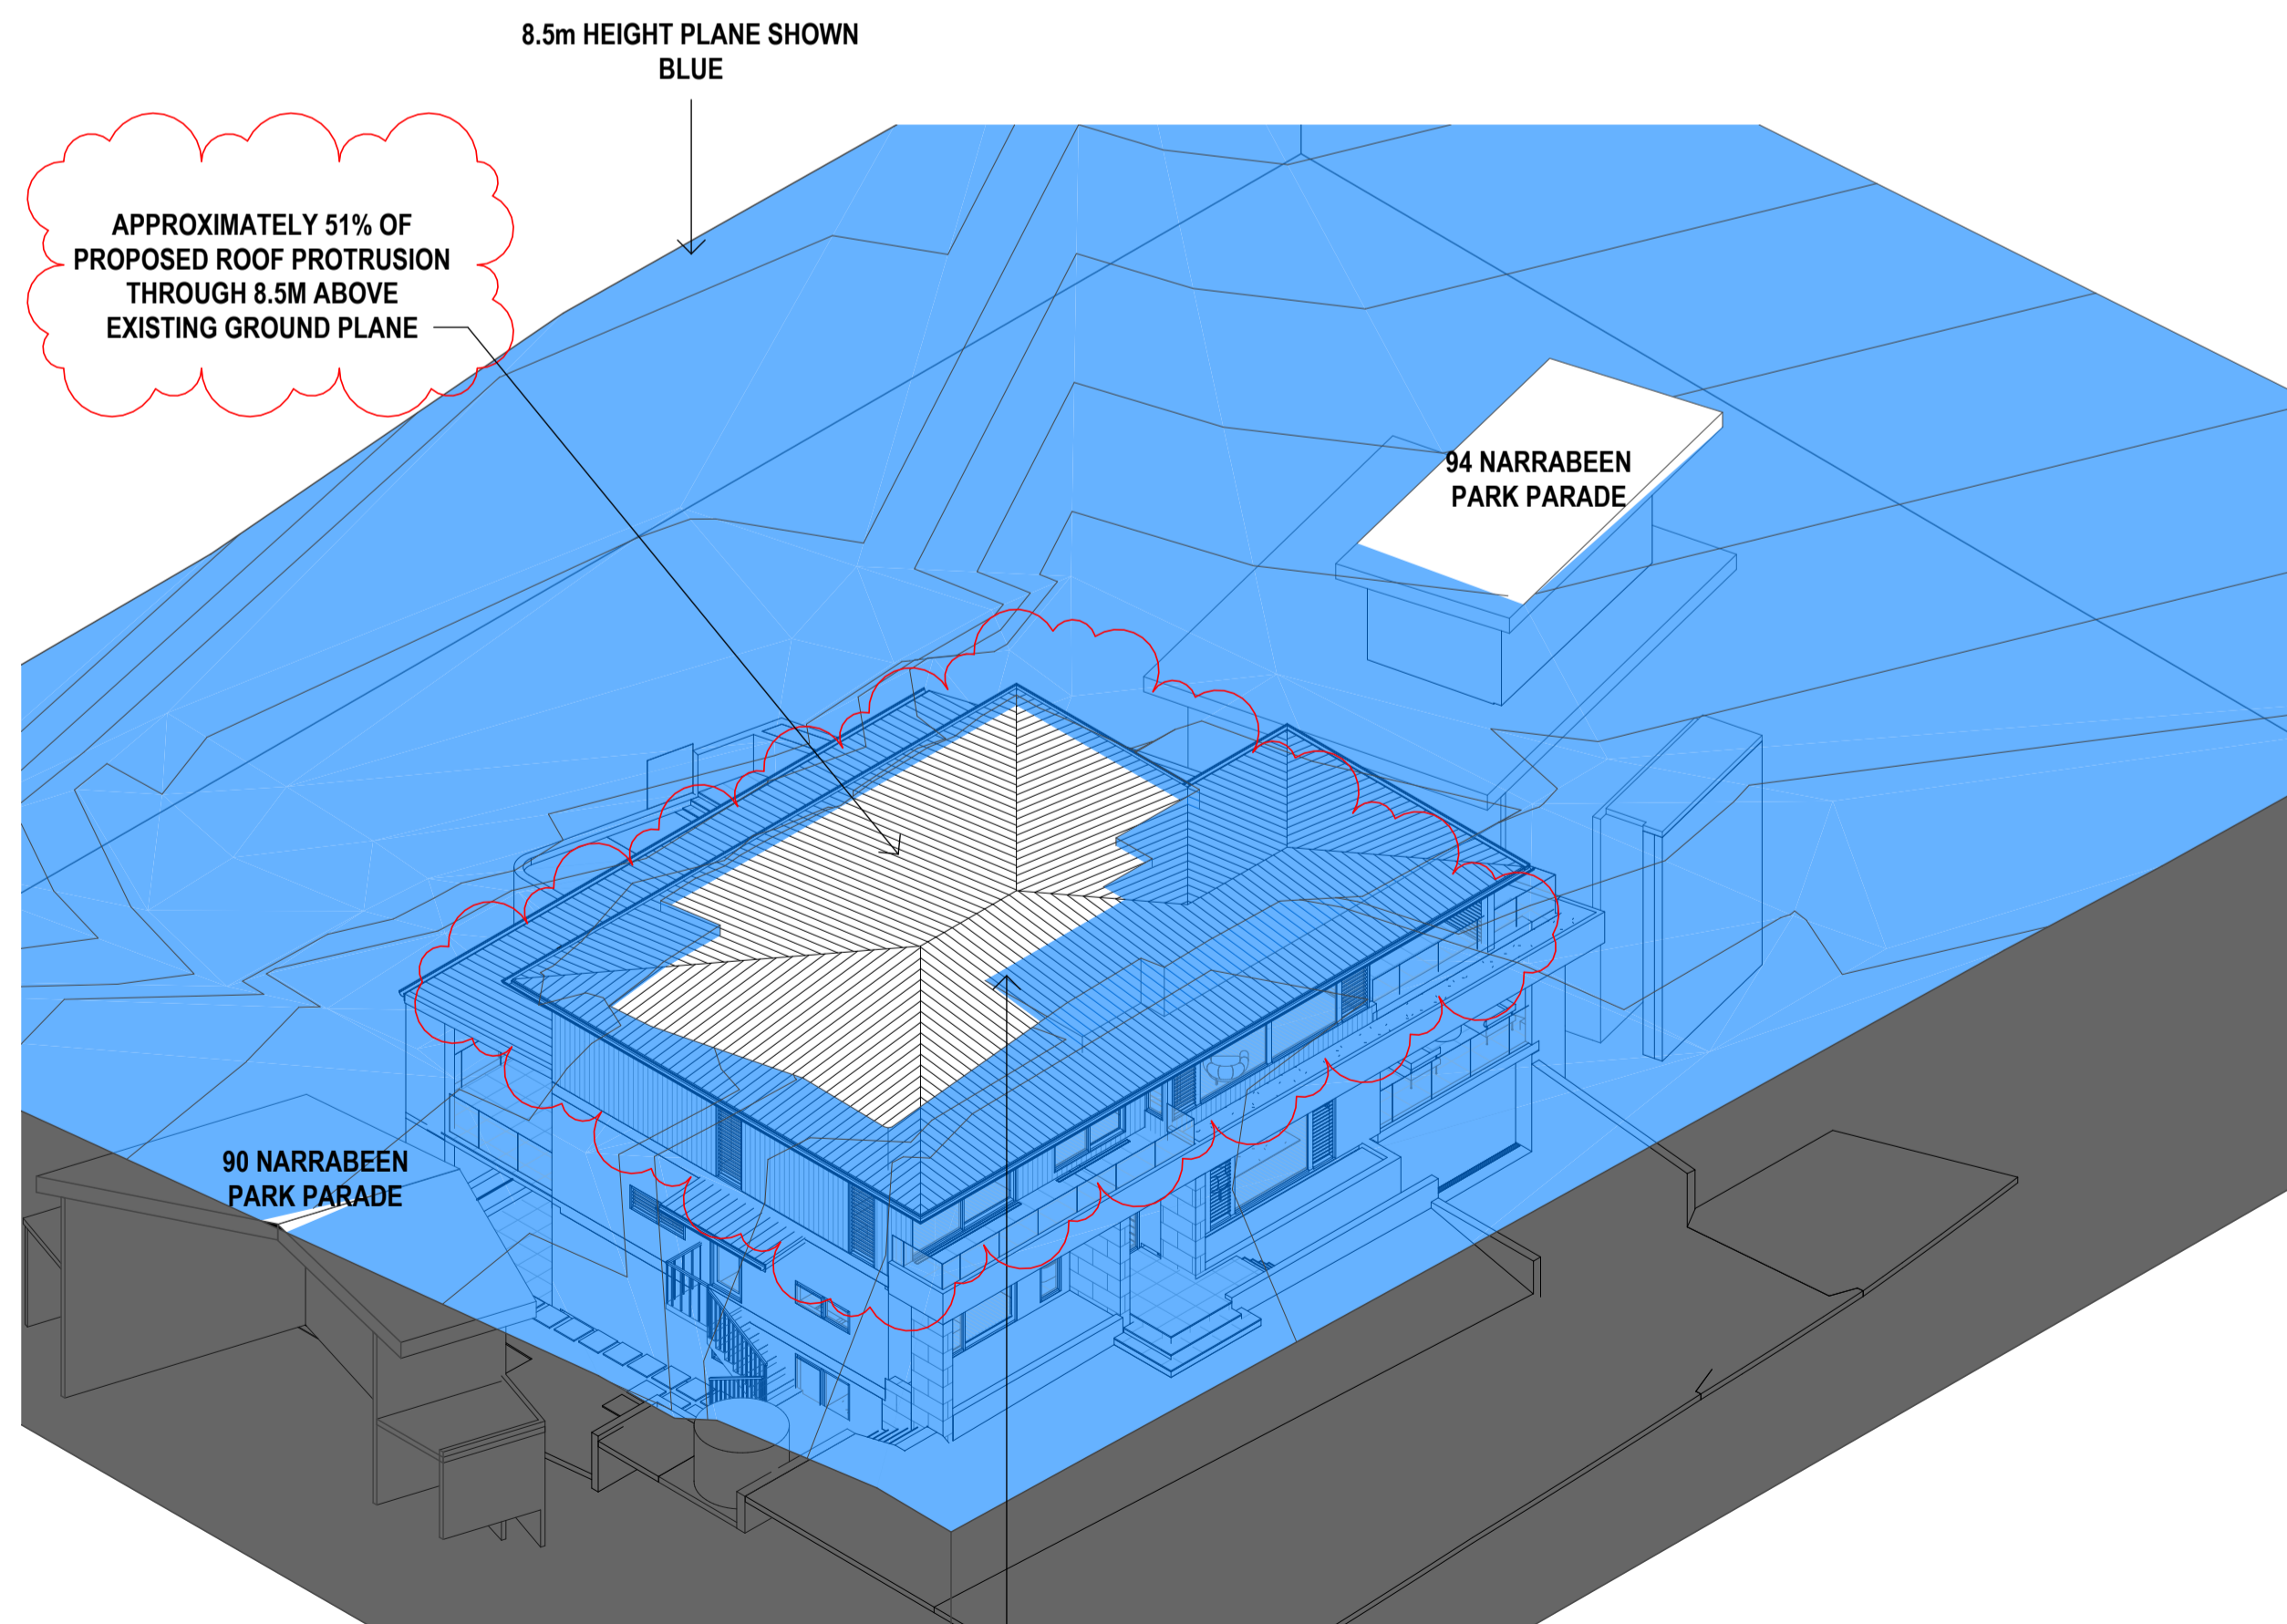 8.5m HEIGHT PLANE SHOWN
BLUE
APPROXIMATELY 51% OF
PROPOSED ROOF PROTRUSION
THROUGH 8.5M ABOVE
EXISTING GROUND PLANE
94 NARRABEEN
PARK PARADE
90 NARRABEEN
PARK PARADE